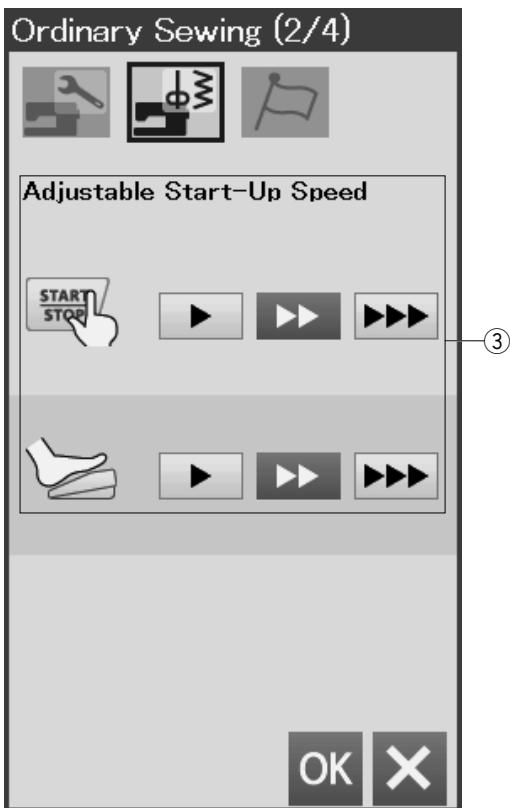 Ordinary Sewing (2/4)
Adjustable Start-Up Speed
START
STOP
③
OK